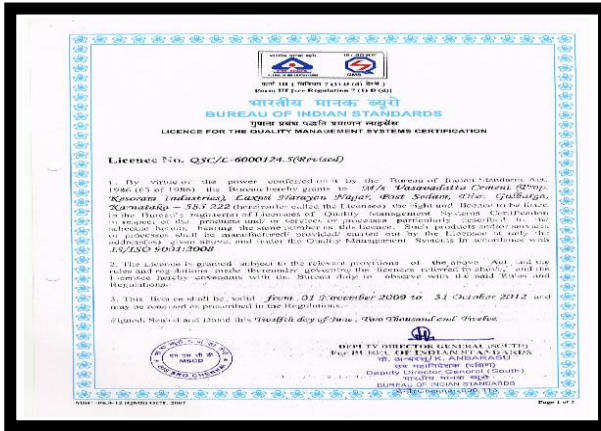 QMS
फार्म III [ विनियम 7 (1) D (d) देखें ]
Form III [see Regulation 7 (1) D (d)]
भारतीय मानक ब्यूरो
BUREAU OF INDIAN STANDARDS
गुणता प्रबंध पद्धति प्रमाणन लाइसेंस
LICENCE FOR THE QUALITY MANAGEMENT SYSTEMS CERTIFICATION
Licence No. QSC/L-6000124.5(Revised)
1. By virtue of the power conferred on it by the Bureau of Indian Standards Act,
1986 (63 of 1986) the Bureau hereby grants to M/s Vasavadatta Cement (Prop.
Kesoram Industries), Laxmi Narayan Nagar, Post Sedam, Dist. Gulbarga,
Karnataka – 585 222 (hereinafter called the Licensee) the right and licence to be listed
in the Bureau's register of Licensees of Quality Management Systems Certification
in respect of the products and/or services or processes particularly described in the
schedule hereto, bearing the same number as this licence. Such products and/or services
or processes shall be manufactured/ provided/ carried out by the Licensee at only the
address(es) given above, and under the Quality Management Systems in accordance with
IS/ISO 9001:2008
2. The Licence is granted subject to the relevant provisions of the above Act and the
rules and regulations made thereunder governing the licences referred to above, and the
Licensee hereby covenants with the Bureau duly to observe with the said Rules and
Regulations.
3. This licence shall be valid from 01 November 2009 to 31 October 2012 and
may be renewed as prescribed in the Regulations.
Signed, Sealed and Dated this Twelfth day of June, Two Thousand and Twelve.
DEPUTY DIRECTOR GENERAL (SOUTH)
For BUREAU OF INDIAN STANDARDS
K. ANBARASU
उप महानिदेशक (दक्षिण)
Deputy Director General (South)
भारतीय मानक ब्यूरो
BUREAU OF INDIAN STANDARDS
एम एस सी डी
MSCD
Page 1 of 2